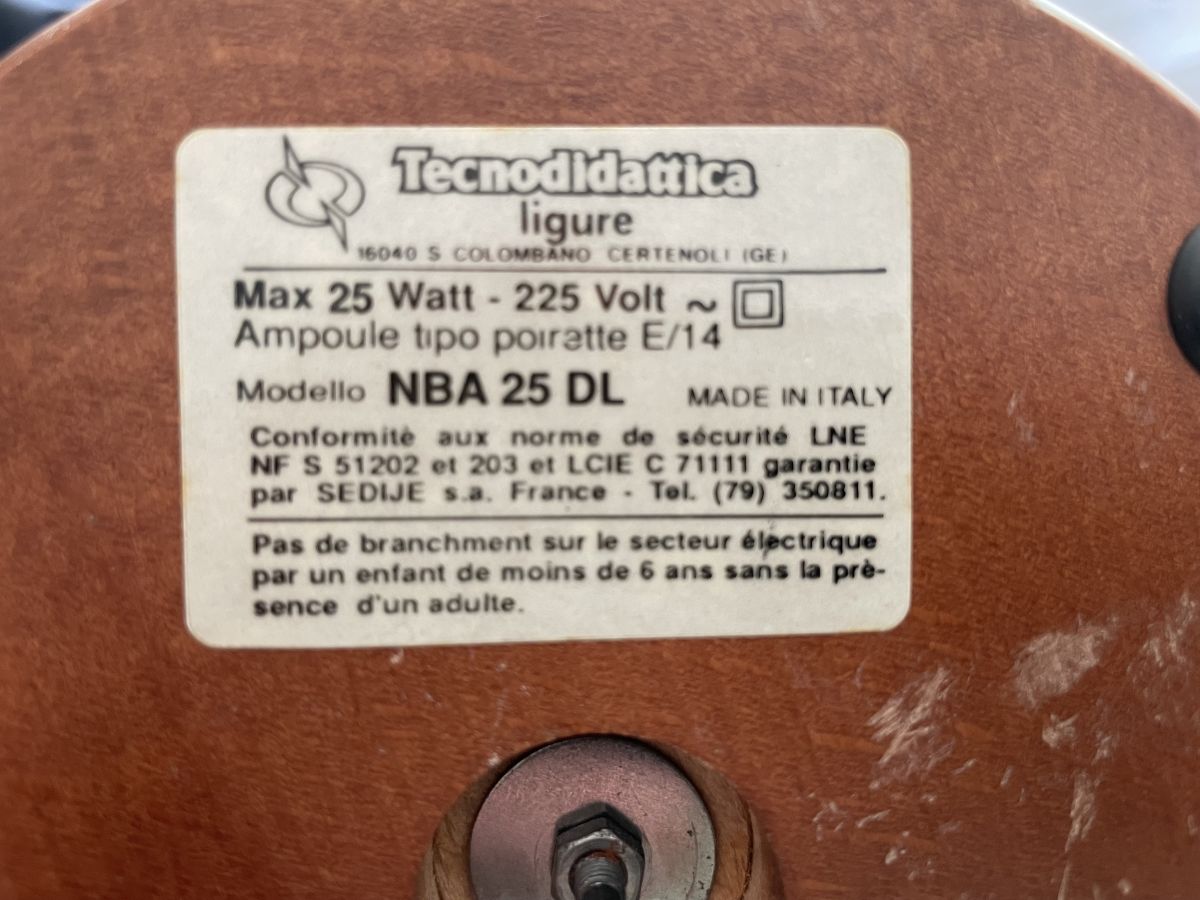 Tecnodidattica
ligure
16040 S COLOMBANO CERTENOLI (GE)
Max 25 Watt - 225 Volt ~
Ampoule tipo poirette E/14
Modello NBA 25 DL MADE IN ITALY
Conformitè aux norme de sécurité LNE
NF S 51202 et 203 et LCIE C 71111 garantie
par SEDIJE s.a. France - Tel. (79) 350811.
Pas de branchment sur le secteur électrique
par un enfant de moins de 6 ans sans la prè-
sence d'un adulte.